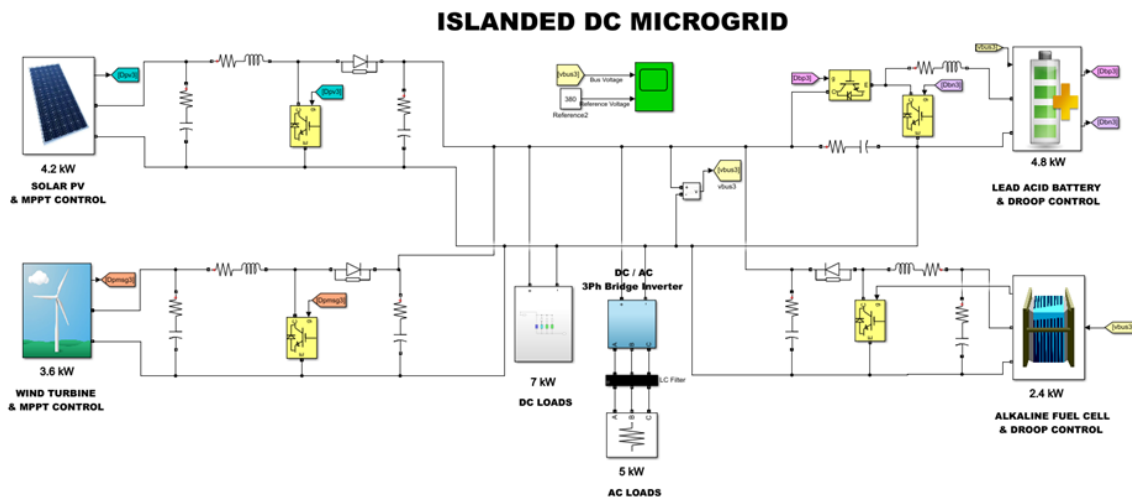 ISLANDED DC MICROGRID
[Dpv3]
4.2 kW
SOLAR PV
& MPPT CONTROL
[Dpv3]
[vbus3]
Bus Voltage
380
Reference Voltage
Reference2
[Dbp3]
g
C
E
[vbus3]
[Dbn3]
[Dbp3]
[Dbn3]
4.8 kW
LEAD ACID BATTERY
& DROOP CONTROL
[vbus3]
vbus3
+
-
v
[Dpmsg3]
3.6 kW
WIND TURBINE
& MPPT CONTROL
[Dpmsg3]
DC / AC
3Ph Bridge Inverter
A
B
C
7 kW
DC LOADS
LC Filter
A
B
C
5 kW
AC LOADS
[vbus3]
2.4 kW
ALKALINE FUEL CELL
& DROOP CONTROL